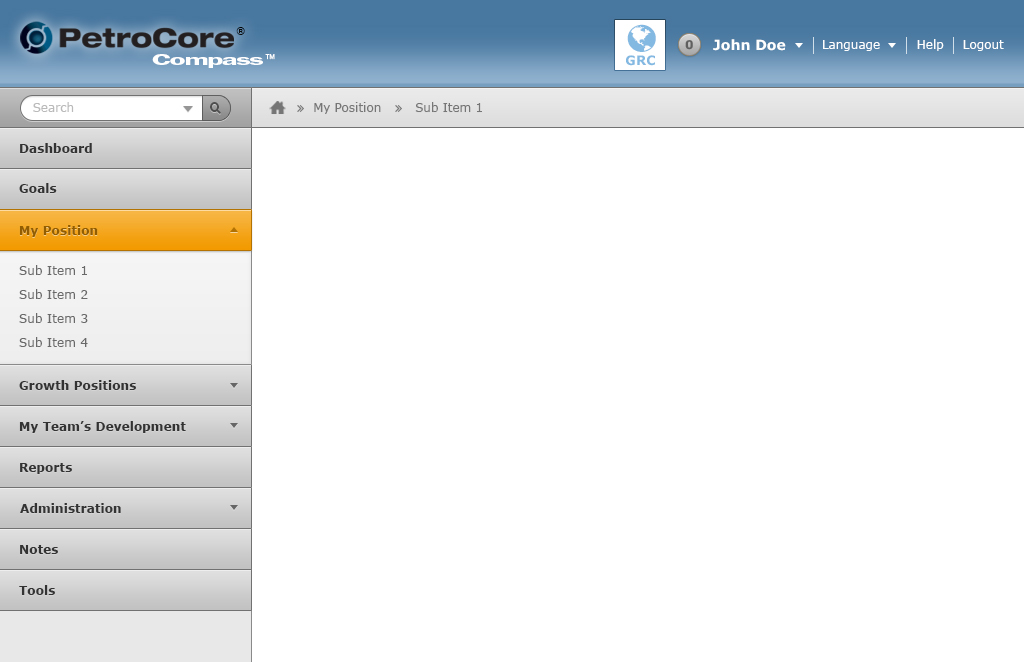 PetroCore®
Compass™
GRC
0 John Doe Language Help Logout
Search
» My Position » Sub Item 1
Dashboard
Goals
My Position
Sub Item 1
Sub Item 2
Sub Item 3
Sub Item 4
Growth Positions
My Team’s Development
Reports
Administration
Notes
Tools